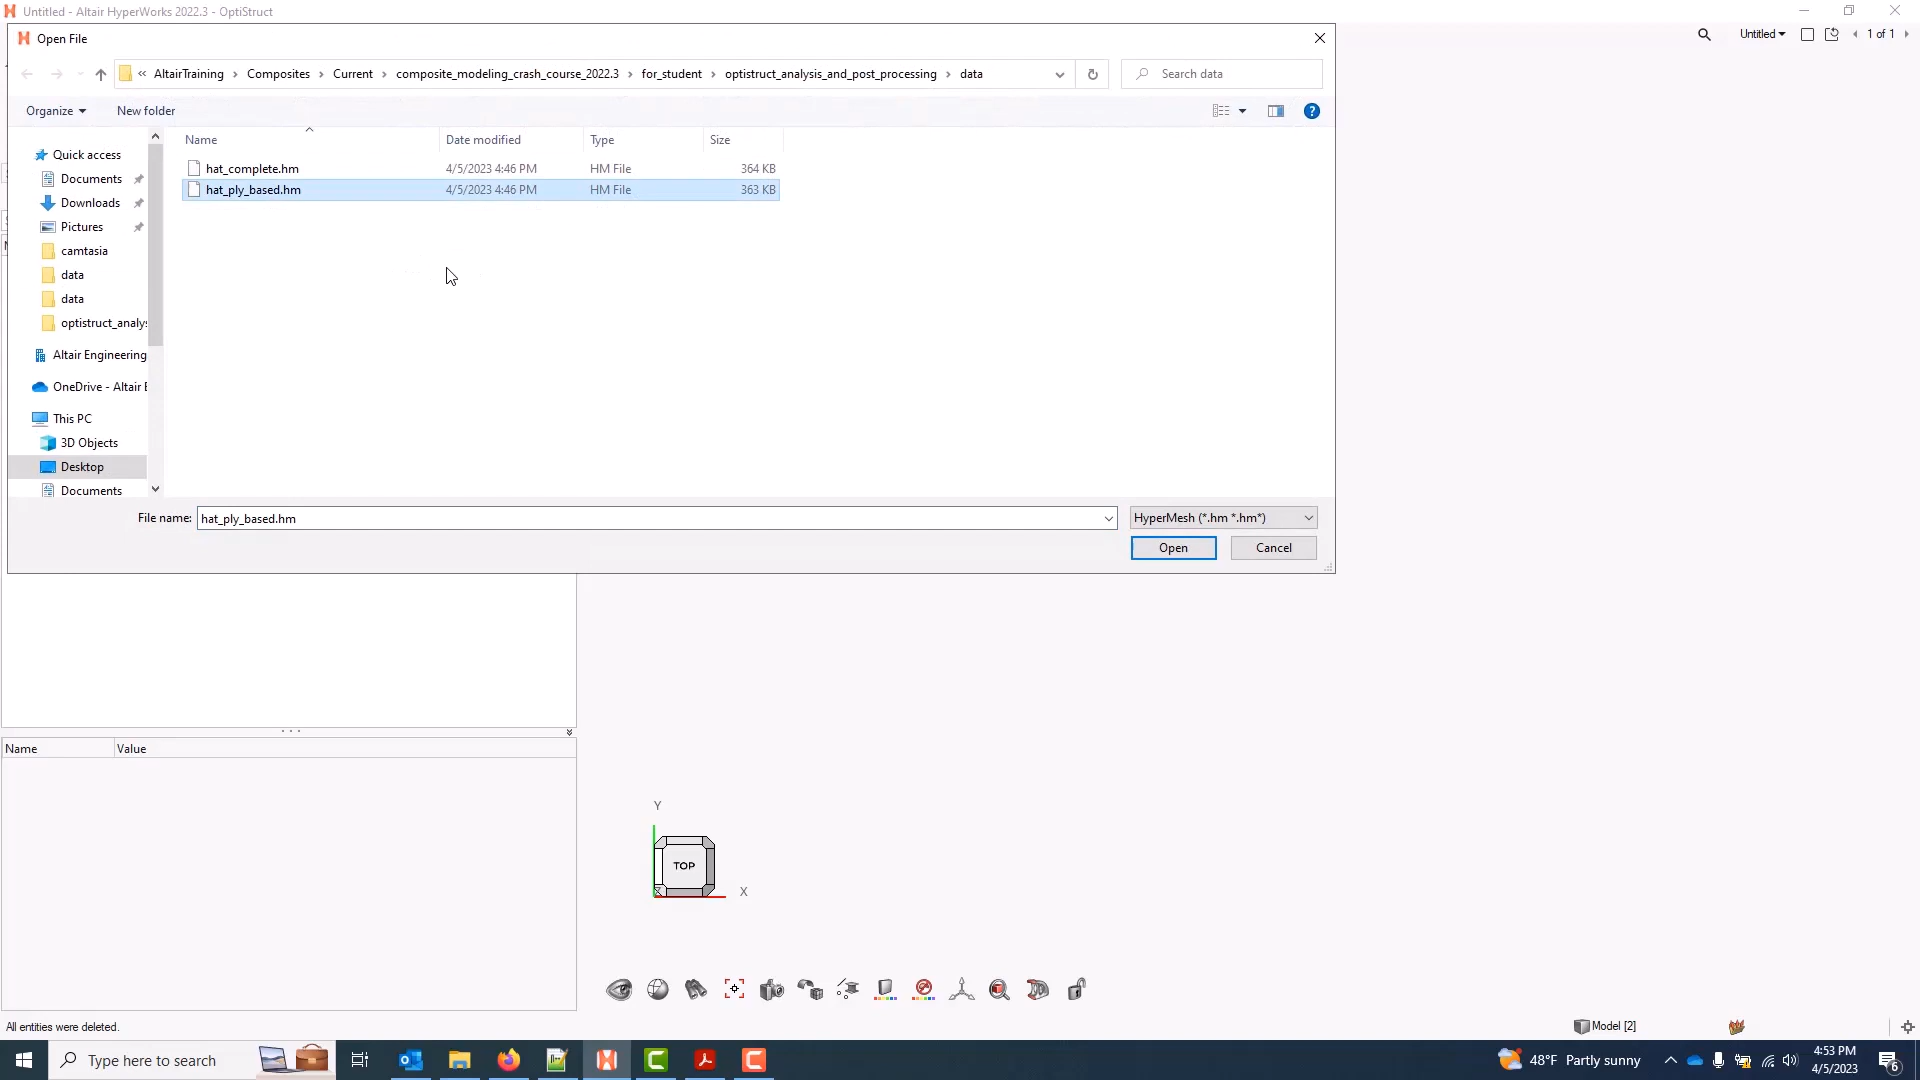 Untitled - Altair HyperWorks 2022.3 - OptiStruct
Open File
Untitled
1 of 1
« AltairTraining › Composites › Current › composite_modeling_crash_course_2022.3 › for_student › optistruct_analysis_and_post_processing › data
Search data
Organize
New folder
Name
Date modified
Type
Size
Quick access
Documents
Downloads
Pictures
camtasia
data
data
optistruct_analys
Altair Engineering
OneDrive - Altair E
This PC
3D Objects
Desktop
Documents
hat_complete.hm 4/5/2023 4:46 PM HM File 364 KB
hat_ply_based.hm 4/5/2023 4:46 PM HM File 363 KB
File name: hat_ply_based.hm
HyperMesh (*.hm *.hm*)
Open
Cancel
Name Value
Y
TOP
X
Z
All entities were deleted.
Model [2]
Type here to search
48°F Partly sunny
4:53 PM
4/5/2023
6